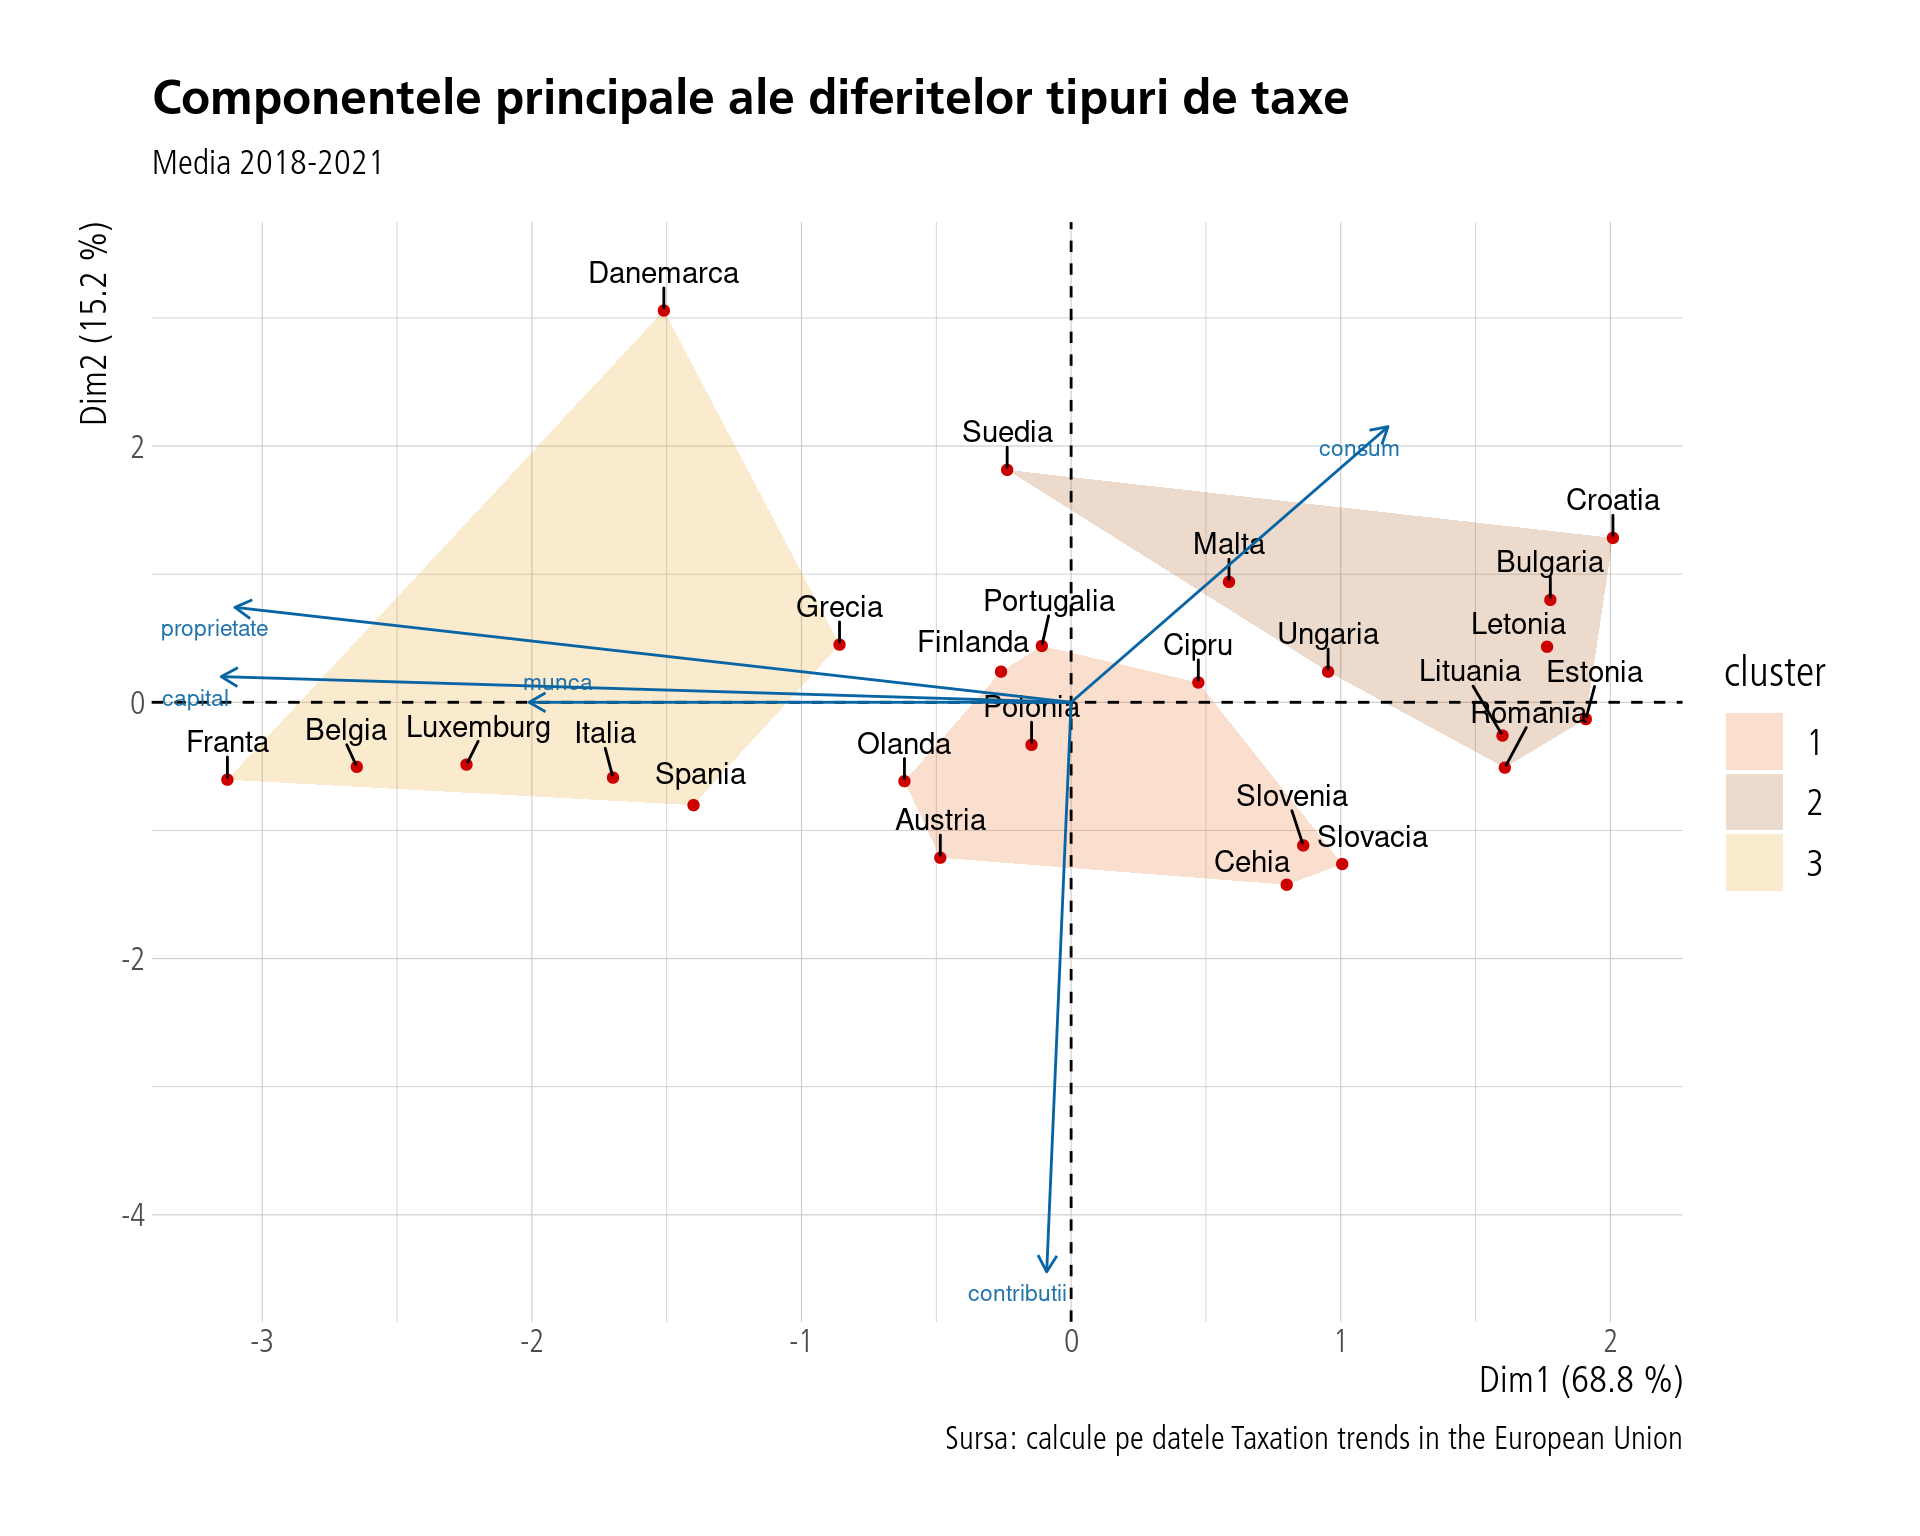 Componentele principale ale diferitelor tipuri de taxe
Media 2018-2021
Dim2 (15.2 %)
2
0
-2
-4
Danemarca
Suedia
consum
Croatia
Malta
Bulgaria
Grecia
Portugalia
Letonia
proprietate
Finlanda
Cipru
Ungaria
Lituania
Estonia
munca
capital
Polonia
Romania
Franta
Belgia
Luxemburg
Italia
Olanda
Spania
Slovenia
Austria
Slovacia
Cehia
contributii
cluster
1
2
3
-3
-2
-1
0
1
2
Dim1 (68.8 %)
Sursa: calcule pe datele Taxation trends in the European Union